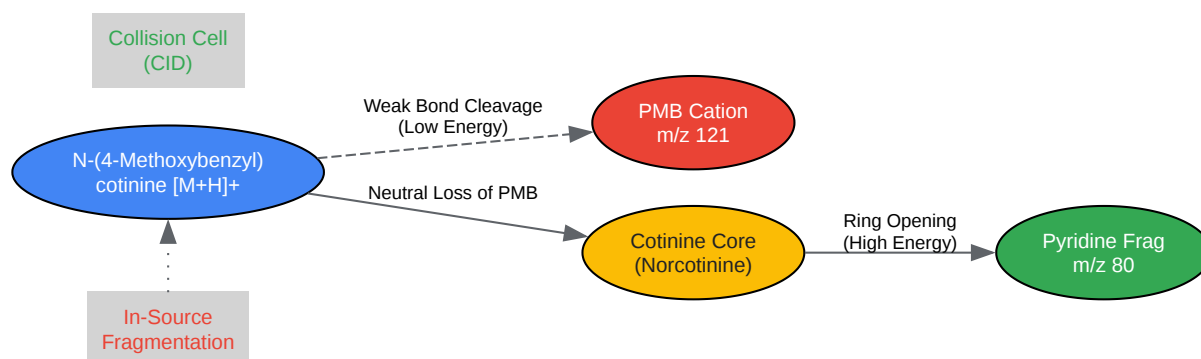 Collision Cell
(CID)
N-(4-Methoxybenzyl)
cotinine [M+H]+
In-Source
Fragmentation
Weak Bond Cleavage
(Low Energy)
PMB Cation
m/z 121
Neutral Loss of PMB
Cotinine Core
(Norcotinine)
Ring Opening
(High Energy)
Pyridine Frag
m/z 80